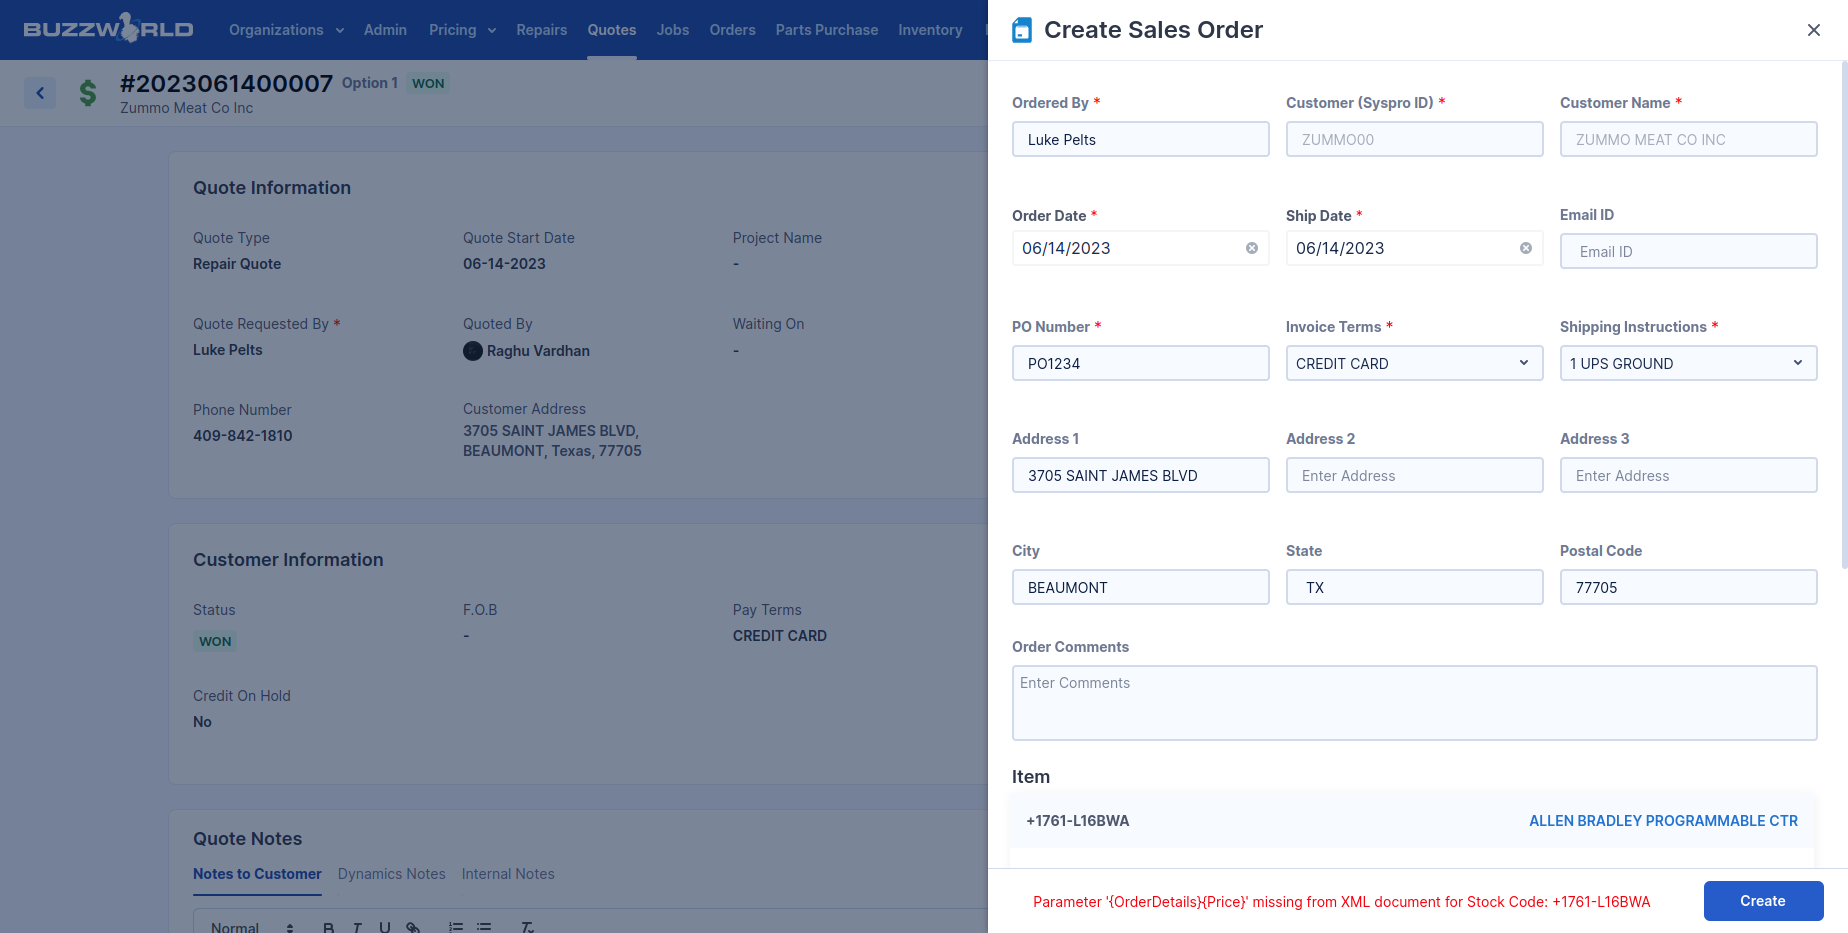 BUZZWORLD
Organizations Admin Pricing Repairs Quotes Jobs Orders Parts Purchase Inventory
#2023061400007 Option 1 WON
Zummo Meat Co Inc
Quote Information
Quote Type Quote Start Date Project Name
Repair Quote 06-14-2023 -
Quote Requested By * Quoted By Waiting On
Luke Pelts Raghu Vardhan -
Phone Number Customer Address
409-842-1810 3705 SAINT JAMES BLVD,
BEAUMONT, Texas, 77705
Customer Information
Status F.O.B Pay Terms
WON - CREDIT CARD
Credit On Hold
No
Quote Notes
Notes to Customer Dynamics Notes Internal Notes
Normal B I U
Create Sales Order
Ordered By * Customer (Syspro ID) * Customer Name *
Luke Pelts ZUMMO00 ZUMMO MEAT CO INC
Order Date * Ship Date * Email ID
06/14/2023 06/14/2023 Email ID
PO Number * Invoice Terms * Shipping Instructions *
PO1234 CREDIT CARD 1 UPS GROUND
Address 1 Address 2 Address 3
3705 SAINT JAMES BLVD Enter Address Enter Address
City State Postal Code
BEAUMONT TX 77705
Order Comments
Enter Comments
Item
+1761-L16BWA ALLEN BRADLEY PROGRAMMABLE CTR
Parameter '{OrderDetails}{Price}' missing from XML document for Stock Code: +1761-L16BWA Create